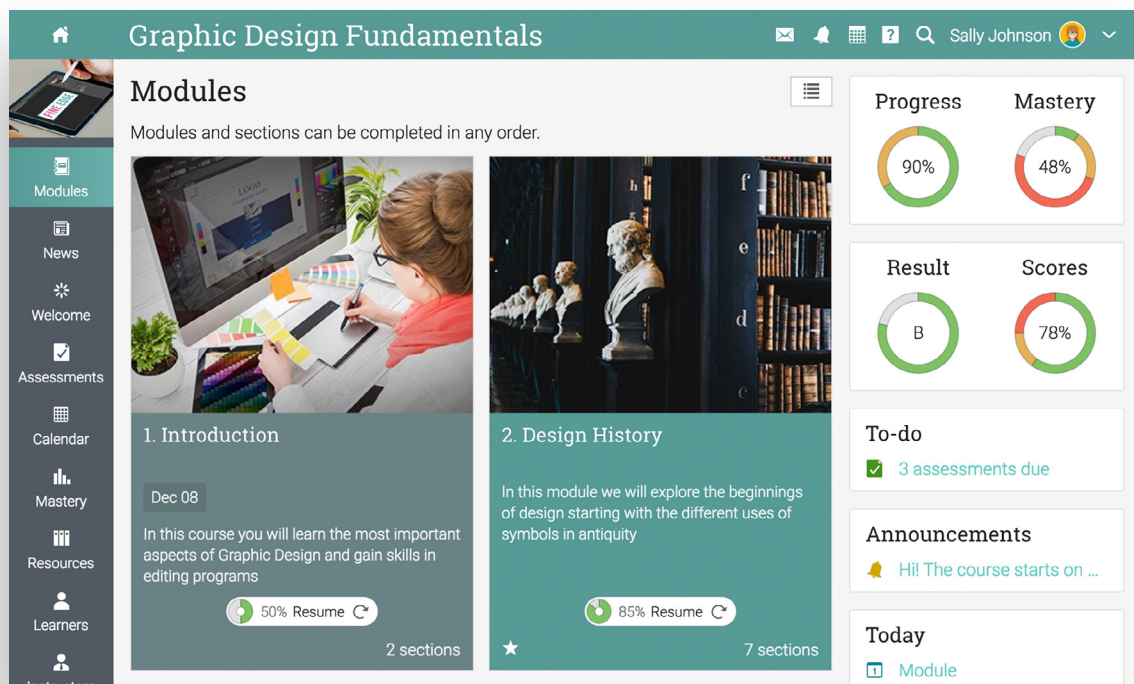 Graphic Design Fundamentals
Sally Johnson
FINE EDGE
Modules
News
Welcome
Assessments
Calendar
Mastery
Resources
Learners
Modules
Modules and sections can be completed in any order.
LOGO
1. Introduction
Dec 08
In this course you will learn the most important
aspects of Graphic Design and gain skills in
editing programs
50% Resume
2 sections
h f
e
d
c
2. Design History
In this module we will explore the beginnings
of design starting with the different uses of
symbols in antiquity
85% Resume
7 sections
Progress Mastery
90% 48%
Result Scores
B 78%
To-do
3 assessments due
Announcements
Hi! The course starts on ...
Today
1 Module